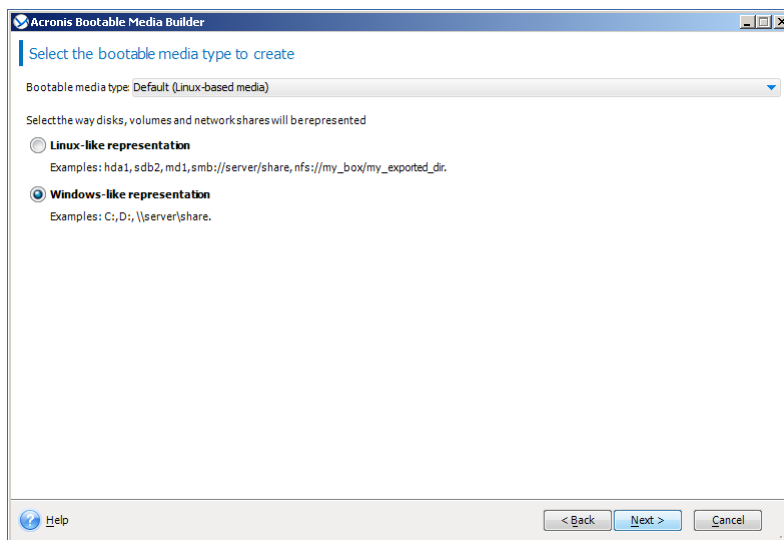 Acronis Bootable Media Builder
Select the bootable media type to create
Bootable media type: Default (Linux-based media)
Select the way disks, volumes and network shares will be represented
Linux-like representation
Examples: hda1, sdb2, md1,smb://server/share, nfs://my_box/my_exported_dir.
Windows-like representation
Examples: C:,D:, \\server\share.
Help
< Back Next > Cancel